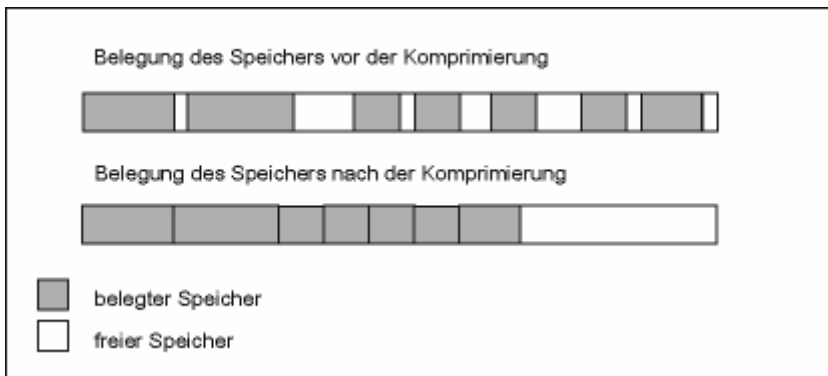 Belegung des Speichers vor der Komprimierung
Belegung des Speichers nach der Komprimierung
belegter Speicher
freier Speicher